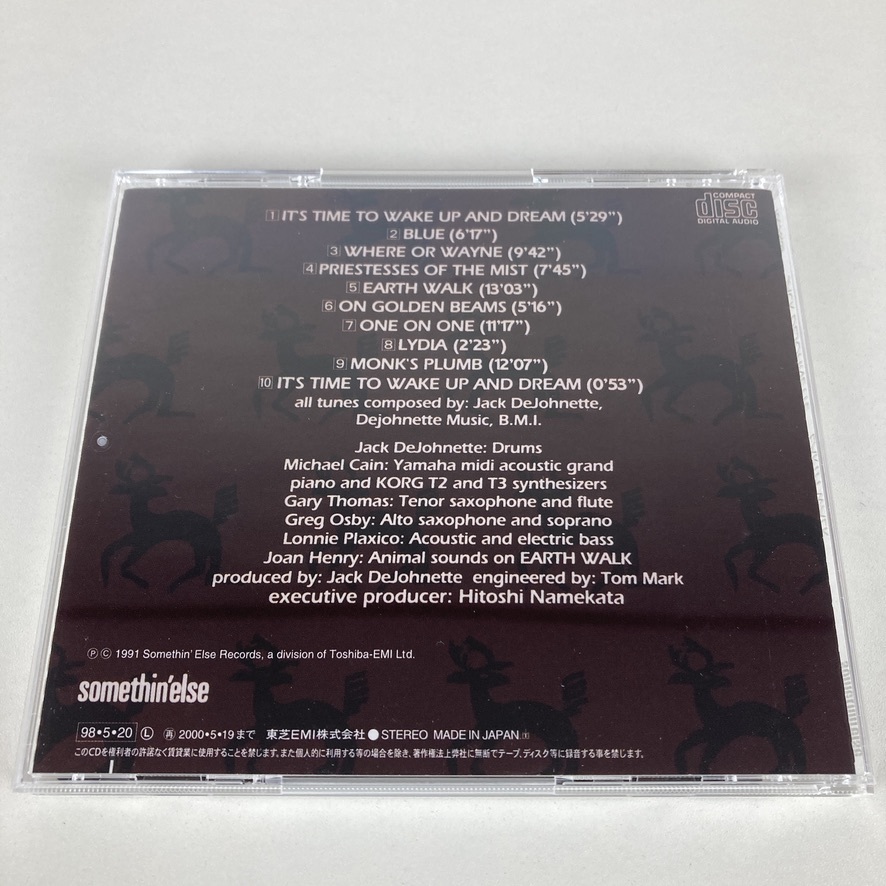 COMPACT
disc
DIGITAL AUDIO
1 IT'S TIME TO WAKE UP AND DREAM (5'29")
2 BLUE (6'17")
3 WHERE OR WAYNE (9'42")
4 PRIESTESSES OF THE MIST (7'45")
5 EARTH WALK (13'03")
6 ON GOLDEN BEAMS (5'16")
7 ONE ON ONE (11'17")
8 LYDIA (2'23")
9 MONK'S PLUMB (12'07")
10 IT'S TIME TO WAKE UP AND DREAM (0'53")
all tunes composed by: Jack DeJohnette,
Dejohnette Music, B.M.I.
Jack DeJohnette: Drums
Michael Cain: Yamaha midi acoustic grand
piano and KORG T2 and T3 synthesizers
Gary Thomas: Tenor saxophone and flute
Greg Osby: Alto saxophone and soprano
Lonnie Plaxico: Acoustic and electric bass
Joan Henry: Animal sounds on EARTH WALK
produced by: Jack DeJohnette engineered by: Tom Mark
executive producer: Hitoshi Namekata
Ⓟ Ⓒ 1991 Somethin' Else Records, a division of Toshiba-EMI Ltd.
somethin'else
98•5•20 Ⓛ ㊢ 2000•5•19まで 東芝EMI株式会社 ● STEREO MADE IN JAPAN
このCDを権利者の許諾なく賃貸業に使用することを禁じます。また個人的に利用する等の場合を除き、著作権法上弊社に無断でテープ、ディスク等に録音する事を禁じます。